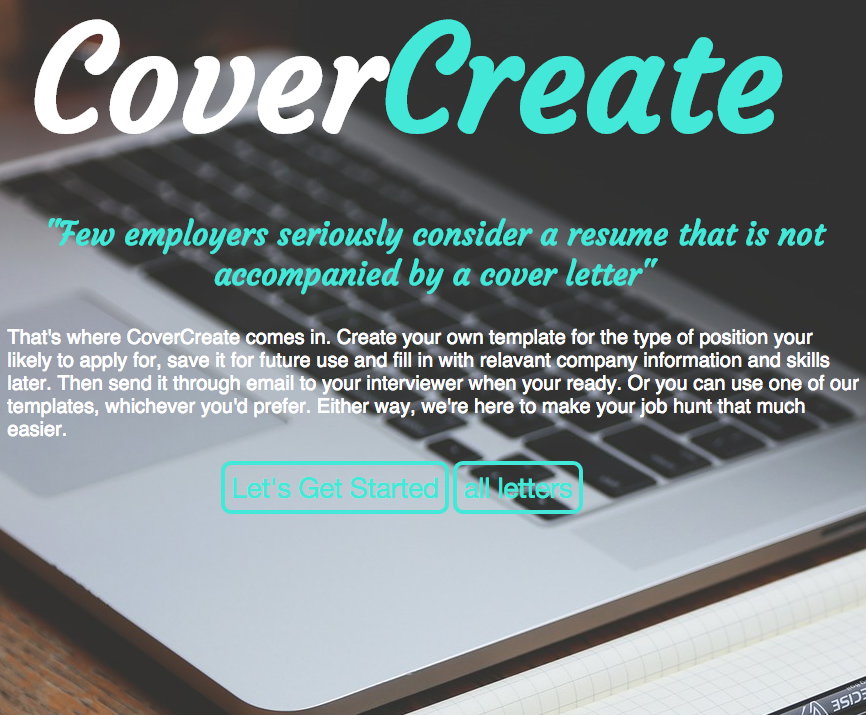 CoverCreate
"Few employers seriously consider a resume that is not
accompanied by a cover letter"
That's where CoverCreate comes in. Create your own template for the type of position your
likely to apply for, save it for future use and fill in with relavant company information and skills
later. Then send it through email to your interviewer when your ready. Or you can use one of our
templates, whichever you'd prefer. Either way, we're here to make your job hunt that much
easier.
Let's Get Started all letters